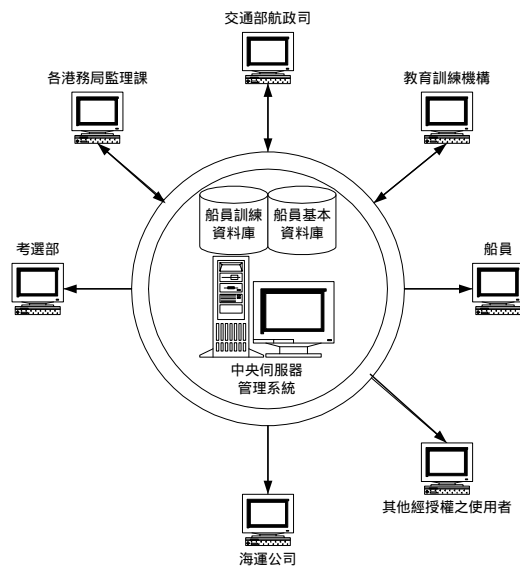 交通部航政司
各港務局監理課
教育訓練機構
船員訓練
資料庫
船員基本
資料庫
考選部
船員
中央伺服器
管理系統
其他經授權之使用者
海運公司